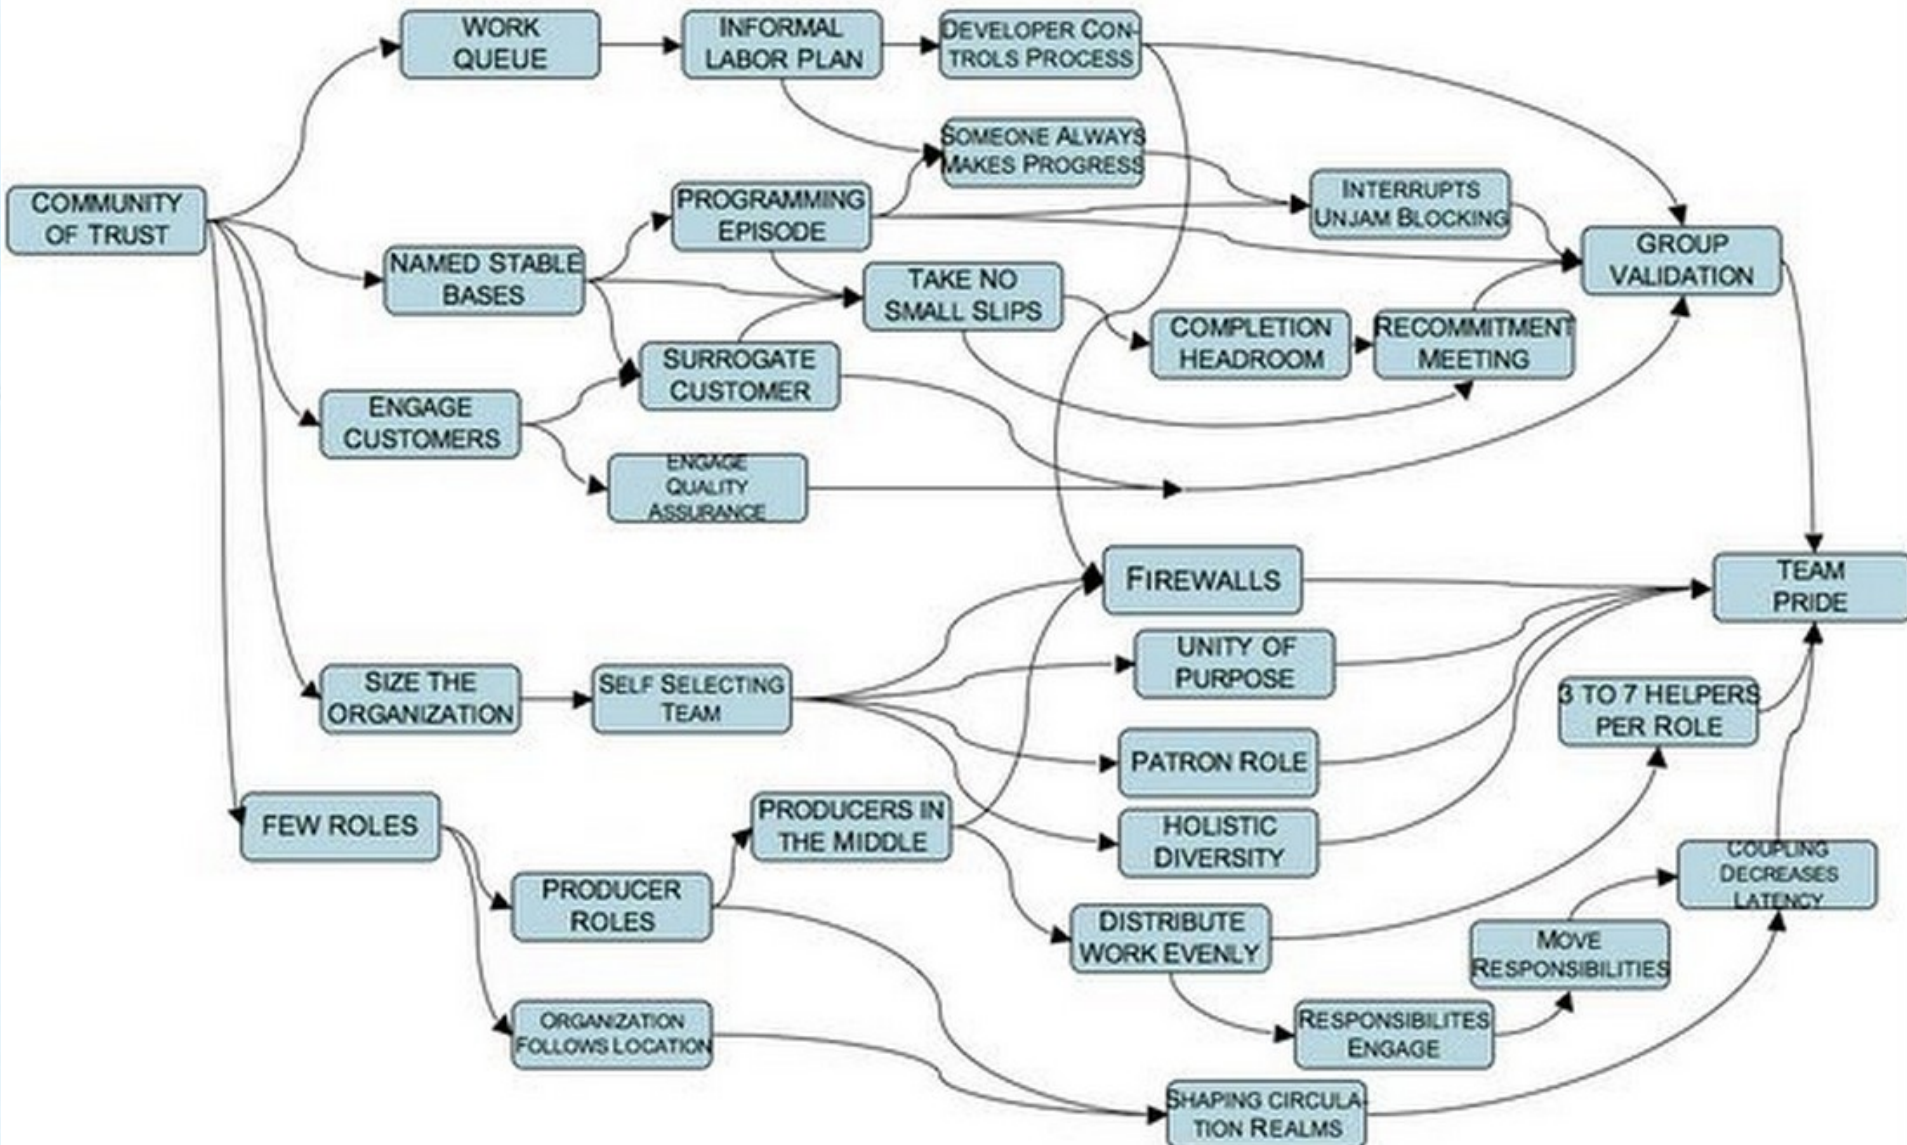 WORK
QUEUE
INFORMAL
LABOR PLAN
DEVELOPER CON-
TROLS PROCESS
SOMEONE ALWAYS
MAKES PROGRESS
COMMUNITY
OF TRUST
PROGRAMMING
EPISODE
INTERRUPTS
UNJAM BLOCKING
GROUP
VALIDATION
NAMED STABLE
BASES
TAKE NO
SMALL SLIPS
COMPLETION
HEADROOM
RECOMMITMENT
MEETING
SURROGATE
CUSTOMER
ENGAGE
CUSTOMERS
ENGAGE
QUALITY
ASSURANCE
FIREWALLS
TEAM
PRIDE
UNITY OF
PURPOSE
SIZE THE
ORGANIZATION
SELF SELECTING
TEAM
3 TO 7 HELPERS
PER ROLE
PATRON ROLE
FEW ROLES
PRODUCERS IN
THE MIDDLE
HOLISTIC
DIVERSITY
COUPLING
DECREASES
LATENCY
PRODUCER
ROLES
DISTRIBUTE
WORK EVENLY
MOVE
RESPONSIBILITIES
ORGANIZATION
FOLLOWS LOCATION
RESPONSIBILITES
ENGAGE
SHAPING CIRCULA-
TION REALMS